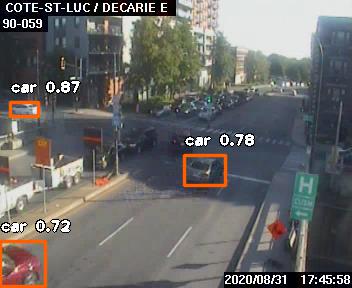 COTE-ST-LUC / DECARIE E
90-059
car 0.87
car 0.78
car 0.72
H
2020/08/31 17:45:58